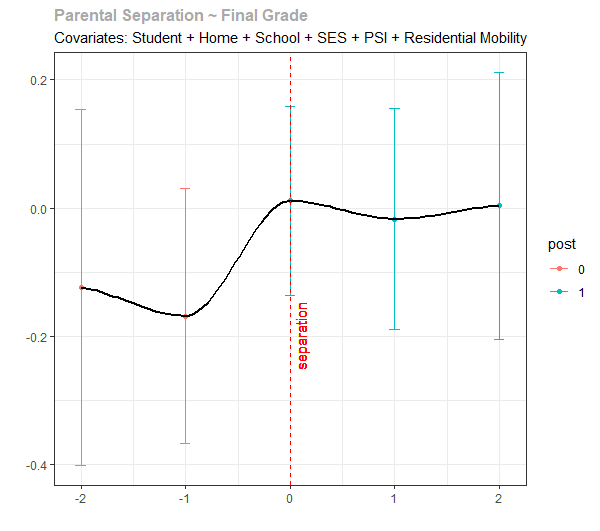 Parental Separation ~ Final Grade
Covariates: Student + Home + School + SES + PSI + Residential Mobility
0.2
0.0
-0.2
-0.4
separation
-2
-1
0
1
2
post
0
1